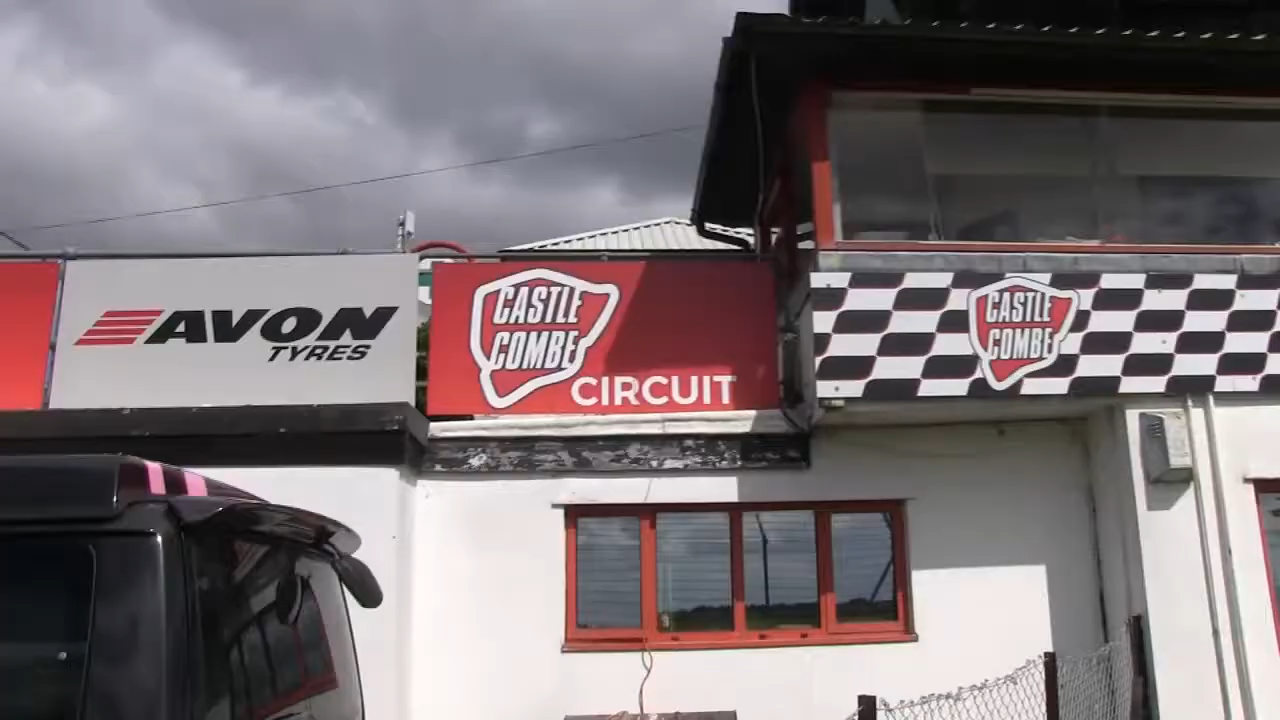 AVON
TYRES
CASTLE
COMBE
CIRCUIT
CASTLE
COMBE